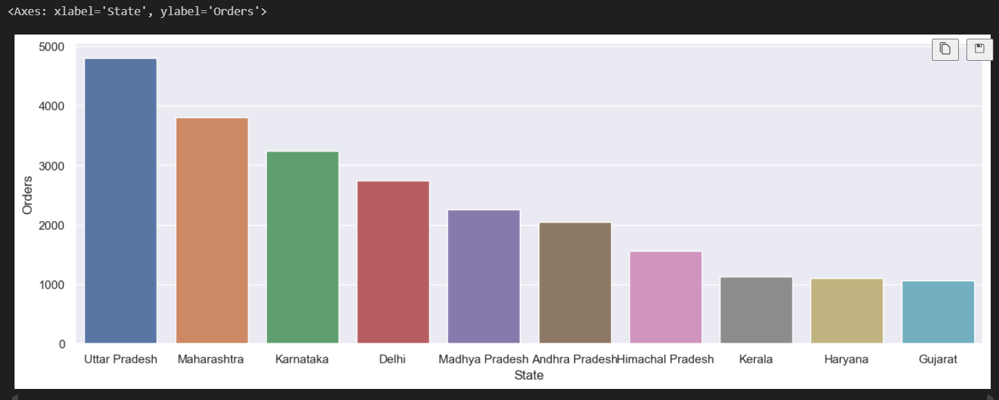 <Axes: xlabel='State', ylabel='Orders'>
5000
4000
3000
2000
1000
0
Orders
Uttar Pradesh Maharashtra Karnataka Delhi Madhya Pradesh Andhra Pradesh Himachal Pradesh Kerala Haryana Gujarat
State